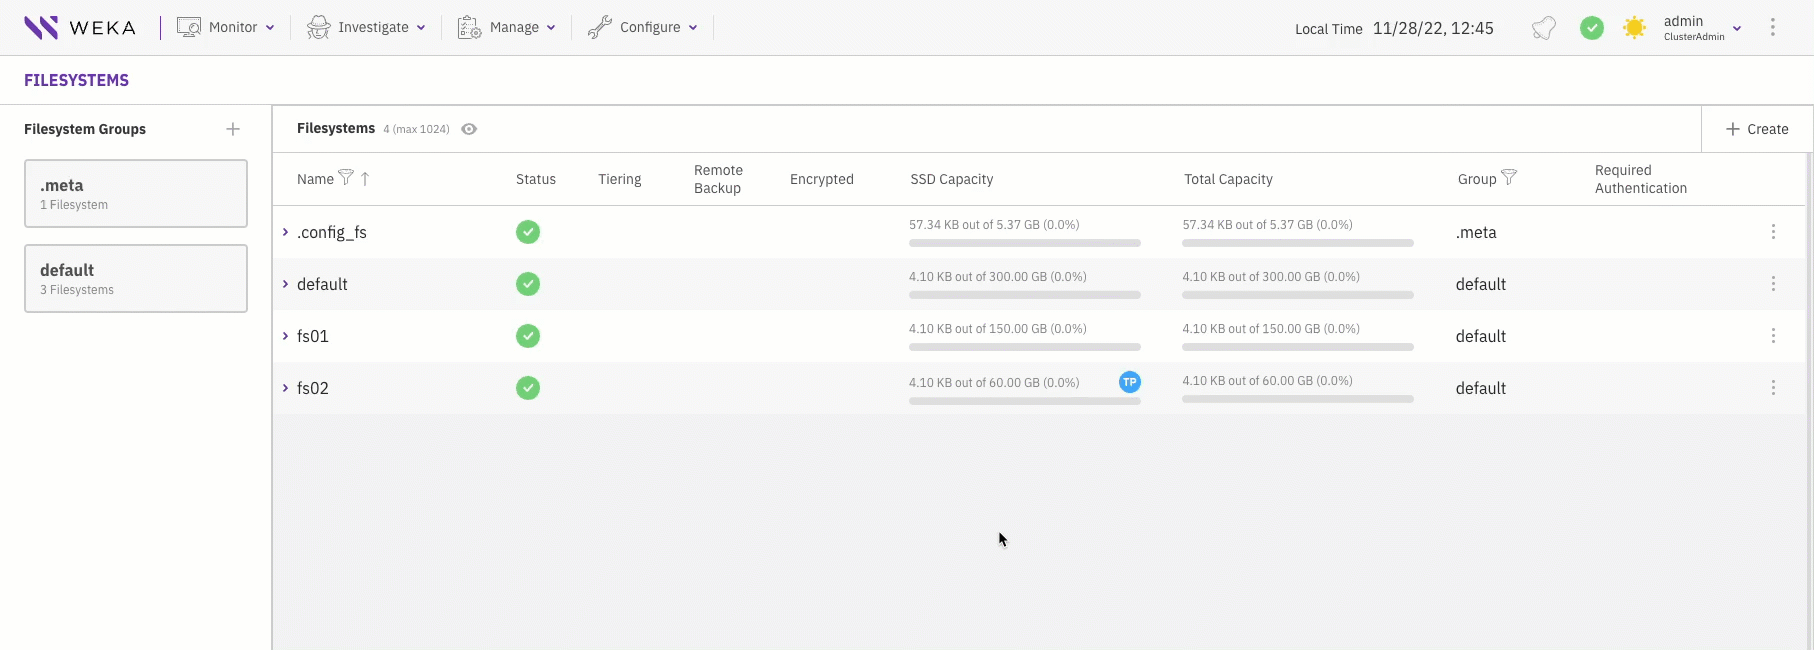 WEKA Monitor Investigate Manage Configure Local Time 11/28/22, 12:45 admin
ClusterAdmin
FILESYSTEMS
Filesystem Groups
.meta
1 Filesystem
default
3 Filesystems
Filesystems 4 (max 1024) Create
Name Status Tiering Remote Backup Encrypted SSD Capacity Total Capacity Group Required Authentication
.config_fs 57.34 KB out of 5.37 GB (0.0%) 57.34 KB out of 5.37 GB (0.0%) .meta
default 4.10 KB out of 300.00 GB (0.0%) 4.10 KB out of 300.00 GB (0.0%) default
fs01 4.10 KB out of 150.00 GB (0.0%) 4.10 KB out of 150.00 GB (0.0%) default
fs02 4.10 KB out of 60.00 GB (0.0%) TP 4.10 KB out of 60.00 GB (0.0%) default